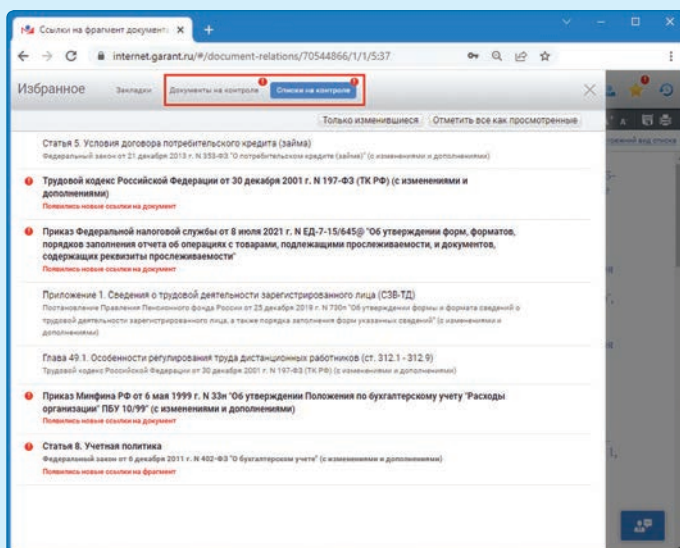 Ссылки на фрагмент документа
internet.garant.ru/#/document-relations/70544866/1/1/5:37
Избранное
Закладки
Документы на контроле
Списки на контроле
Только изменившиеся
Отметить все как просмотренные
Статья 5. Условия договора потребительского кредита (займа)
Федеральный закон от 21 декабря 2013 г. N 353-ФЗ "О потребительском кредите (займе)" (с изменениями и дополнениями)
Трудовой кодекс Российской Федерации от 30 декабря 2001 г. N 197-ФЗ (ТК РФ) (с изменениями и
дополнениями)
Появились новые ссылки на документ
Приказ Федеральной налоговой службы от 8 июля 2021 г. N ЕД-7-15/645@ "Об утверждении форм, форматов,
порядков заполнения отчета об операциях с товарами, подлежащими прослеживаемости, и документов,
содержащих реквизиты прослеживаемости"
Появились новые ссылки на документ
Приложение 1. Сведения о трудовой деятельности зарегистрированного лица (СЗВ-ТД)
Постановление Правления Пенсионного фонда России от 25 декабря 2019 г. N 730п "Об утверждении формы и формата сведений о
трудовой деятельности зарегистрированного лица, а также порядка заполнения форм указанных сведений" (с изменениями и
дополнениями)
Глава 49.1. Особенности регулирования труда дистанционных работников (ст. 312.1 - 312.9)
Трудовой кодекс Российской Федерации от 30 декабря 2001 г. N 197-ФЗ (ТК РФ) (с изменениями и дополнениями)
Приказ Минфина РФ от 6 мая 1999 г. N 33н "Об утверждении Положения по бухгалтерскому учету "Расходы
организации" ПБУ 10/99" (с изменениями и дополнениями)
Появились новые ссылки на документ
Статья 8. Учетная политика
Федеральный закон от 6 декабря 2011 г. N 402-ФЗ "О бухгалтерском учете" (с изменениями и дополнениями)
Появились новые ссылки на фрагмент